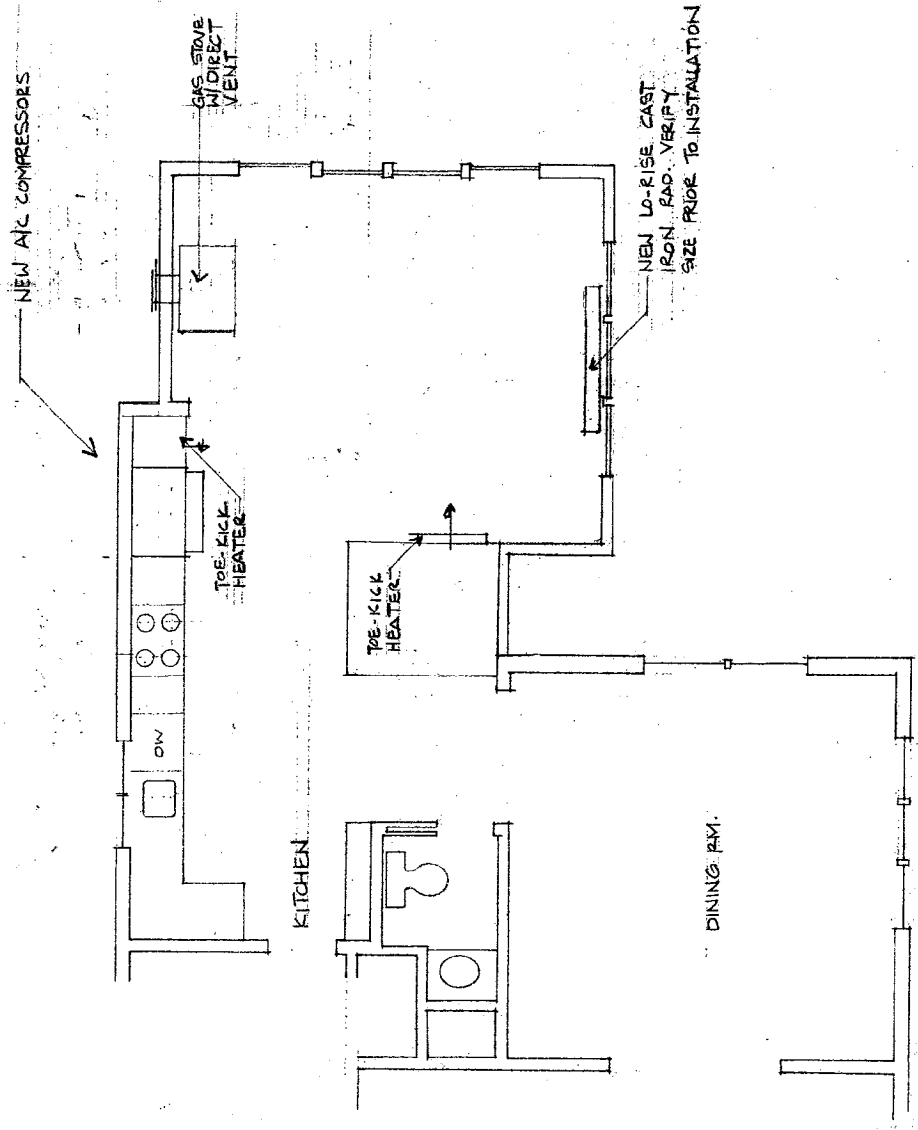 NEW A/C COMPRESSORS
GAS STOVE
W/DIRECT
VENT
TOE-KICK
HEATER
NEW LO-RISE CAST
IRON RAD. VERIFY
SIZE PRIOR TO INSTALLATION
TOE-KICK
HEATER
DW
KITCHEN
DINING RM.